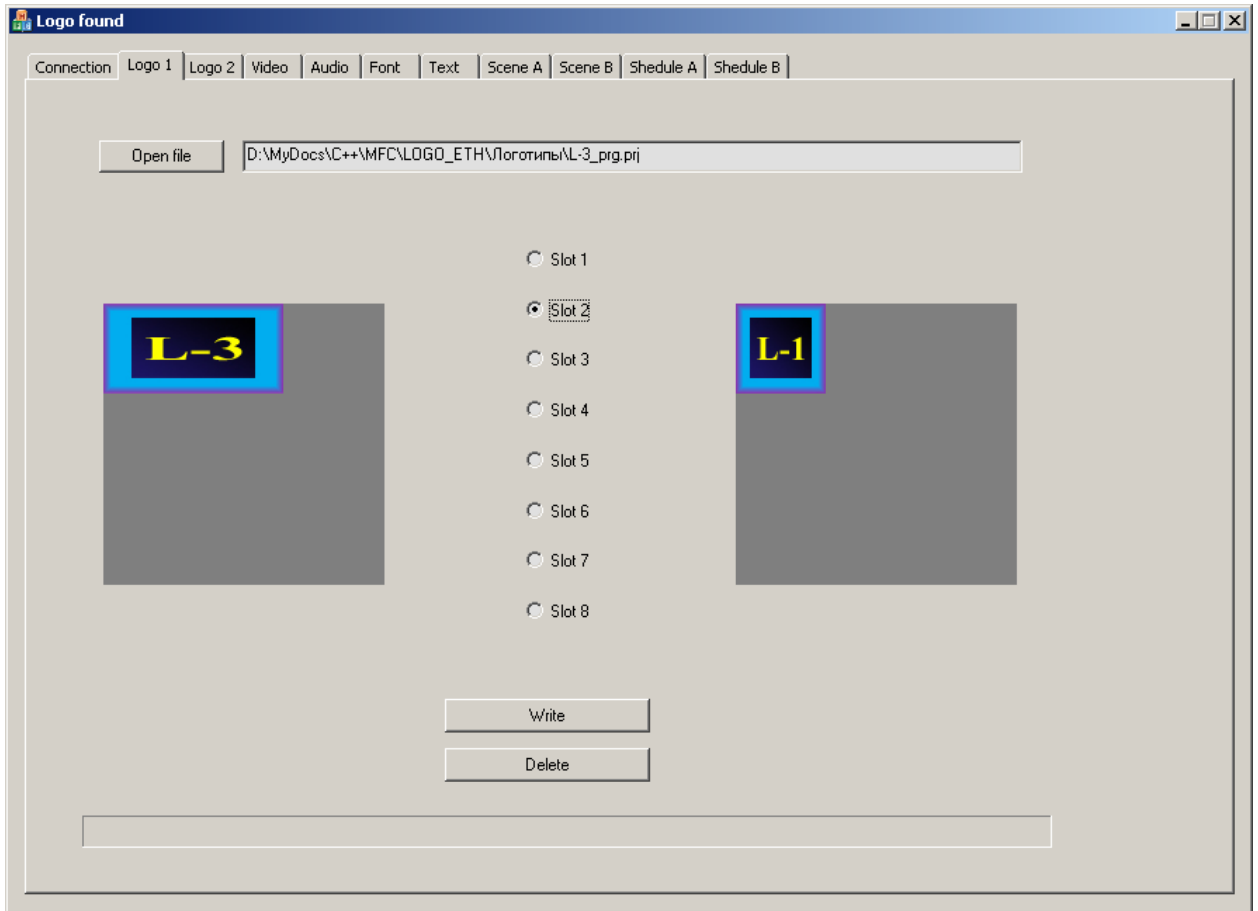 Logo found
Connection Logo 1 Logo 2 Video Audio Font Text Scene A Scene B Shedule A Shedule B
Open file D:\MyDocs\C++\MFC\LOGO_ETH\Логотипы\L-3_prg.prj
Slot 1
Slot 2
L-3 L-1
Slot 3
Slot 4
Slot 5
Slot 6
Slot 7
Slot 8
Write
Delete